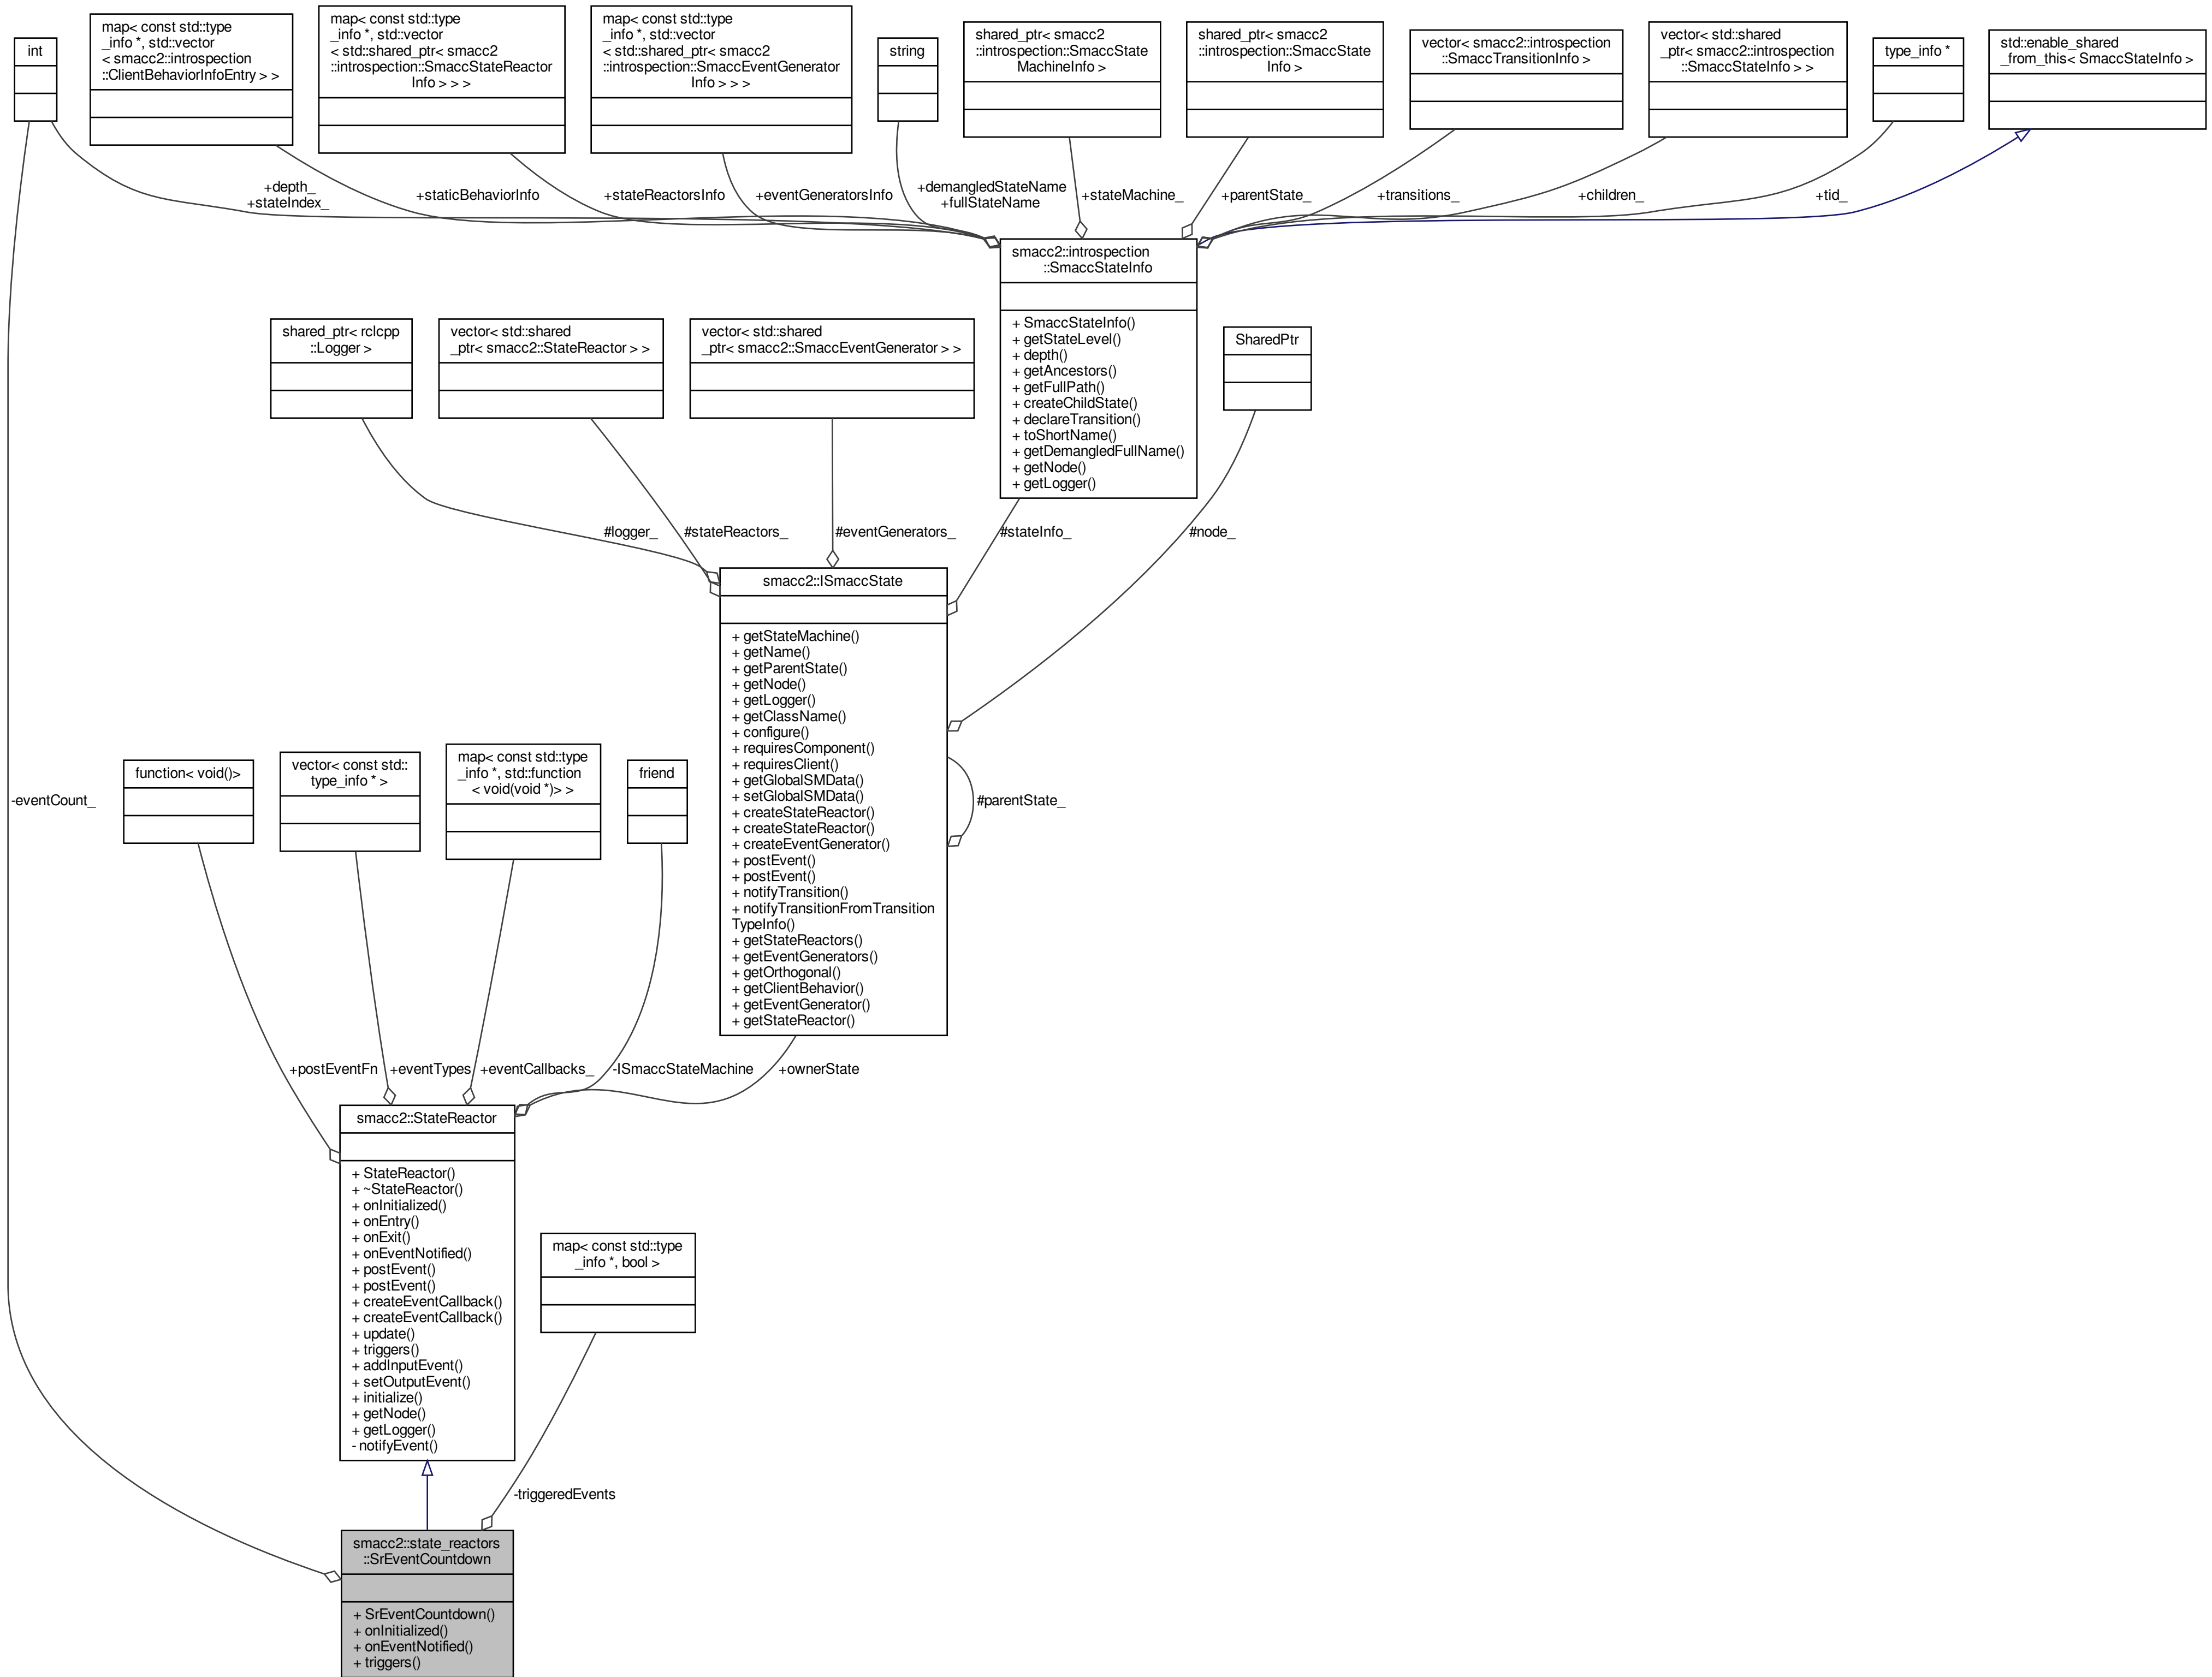 int
map< const std::type
_info *, std::vector
< smacc2::introspection
::ClientBehaviorInfoEntry > >
map< const std::type
_info *, std::vector
< std::shared_ptr< smacc2
::introspection::SmaccStateReactor
Info > > >
map< const std::type
_info *, std::vector
< std::shared_ptr< smacc2
::introspection::SmaccEventGenerator
Info > > >
string
shared_ptr< smacc2
::introspection::SmaccState
MachineInfo >
shared_ptr< smacc2
::introspection::SmaccState
Info >
vector< smacc2::introspection
::SmaccTransitionInfo >
vector< std::shared
_ptr< smacc2::introspection
::SmaccStateInfo > >
type_info *
std::enable_shared
_from_this< SmaccStateInfo >
+depth_
+stateIndex_
+staticBehaviorInfo
+stateReactorsInfo
+eventGeneratorsInfo
+demangledStateName
+fullStateName
+stateMachine_
+parentState_
+transitions_
+children_
+tid_
smacc2::introspection
::SmaccStateInfo
+ SmaccStateInfo()
+ getStateLevel()
+ depth()
+ getAncestors()
+ getFullPath()
+ createChildState()
+ declareTransition()
+ toShortName()
+ getDemangledFullName()
+ getNode()
+ getLogger()
shared_ptr< rclcpp
::Logger >
vector< std::shared
_ptr< smacc2::StateReactor > >
vector< std::shared
_ptr< smacc2::SmaccEventGenerator > >
SharedPtr
#logger_
#stateReactors_
#eventGenerators_
#stateInfo_
#node_
smacc2::ISmaccState
+ getStateMachine()
+ getName()
+ getParentState()
+ getNode()
+ getLogger()
+ getClassName()
+ configure()
+ requiresComponent()
+ requiresClient()
+ getGlobalSMData()
+ setGlobalSMData()
+ createStateReactor()
+ createStateReactor()
+ createEventGenerator()
+ postEvent()
+ postEvent()
+ notifyTransition()
+ notifyTransitionFromTransition
TypeInfo()
+ getStateReactors()
+ getEventGenerators()
+ getOrthogonal()
+ getClientBehavior()
+ getEventGenerator()
+ getStateReactor()
#parentState_
-eventCount_
function< void()>
vector< const std::
type_info * >
map< const std::type
_info *, std::function
< void(void *)> >
friend
+postEventFn
+eventTypes
+eventCallbacks_
-ISmaccStateMachine
+ownerState
smacc2::StateReactor
+ StateReactor()
+ ~StateReactor()
+ onInitialized()
+ onEntry()
+ onExit()
+ onEventNotified()
+ postEvent()
+ postEvent()
+ createEventCallback()
+ createEventCallback()
+ update()
+ triggers()
+ addInputEvent()
+ setOutputEvent()
+ initialize()
+ getNode()
+ getLogger()
- notifyEvent()
map< const std::type
_info *, bool >
-triggeredEvents
smacc2::state_reactors
::SrEventCountdown
+ SrEventCountdown()
+ onInitialized()
+ onEventNotified()
+ triggers()